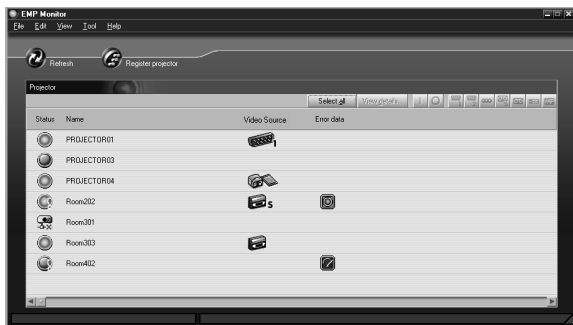 EMP Monitor
File Edit View Tool Help
Refresh Register projector
Projector
Select all View details
Status Name Video Source Error data
PROJECTOR01 1
PROJECTOR03
PROJECTOR04
Room202 S
Room301
Room303
Room402